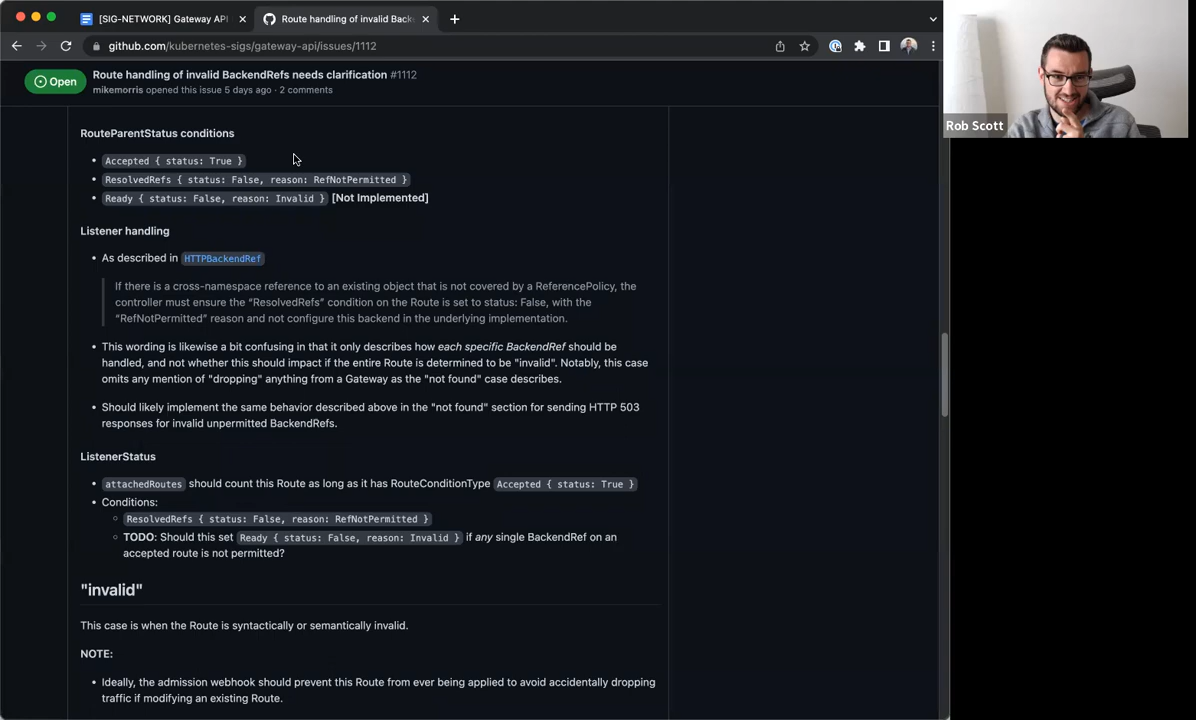 [SIG-NETWORK] Gateway API
Route handling of invalid Back
github.com/kubernetes-sigs/gateway-api/issues/1112
Open
Route handling of invalid BackendRefs needs clarification #1112
mikemorris opened this issue 5 days ago · 2 comments
Rob Scott
RouteParentStatus conditions
• Accepted { status: True }
• ResolvedRefs { status: False, reason: RefNotPermitted }
• Ready { status: False, reason: Invalid } [Not Implemented]
Listener handling
• As described in HTTPBackendRef
If there is a cross-namespace reference to an existing object that is not covered by a ReferencePolicy, the
controller must ensure the “ResolvedRefs” condition on the Route is set to status: False, with the
“RefNotPermitted” reason and not configure this backend in the underlying implementation.
• This wording is likewise a bit confusing in that it only describes how each specific BackendRef should be
handled, and not whether this should impact if the entire Route is determined to be "invalid". Notably, this case
omits any mention of "dropping" anything from a Gateway as the "not found" case describes.
• Should likely implement the same behavior described above in the "not found" section for sending HTTP 503
responses for invalid unpermitted BackendRefs.
ListenerStatus
• attachedRoutes should count this Route as long as it has RouteConditionType Accepted { status: True }
• Conditions:
○ ResolvedRefs { status: False, reason: RefNotPermitted }
○ TODO: Should this set Ready { status: False, reason: Invalid } if any single BackendRef on an
accepted route is not permitted?
"invalid"
This case is when the Route is syntactically or semantically invalid.
NOTE:
• Ideally, the admission webhook should prevent this Route from ever being applied to avoid accidentally dropping
traffic if modifying an existing Route.